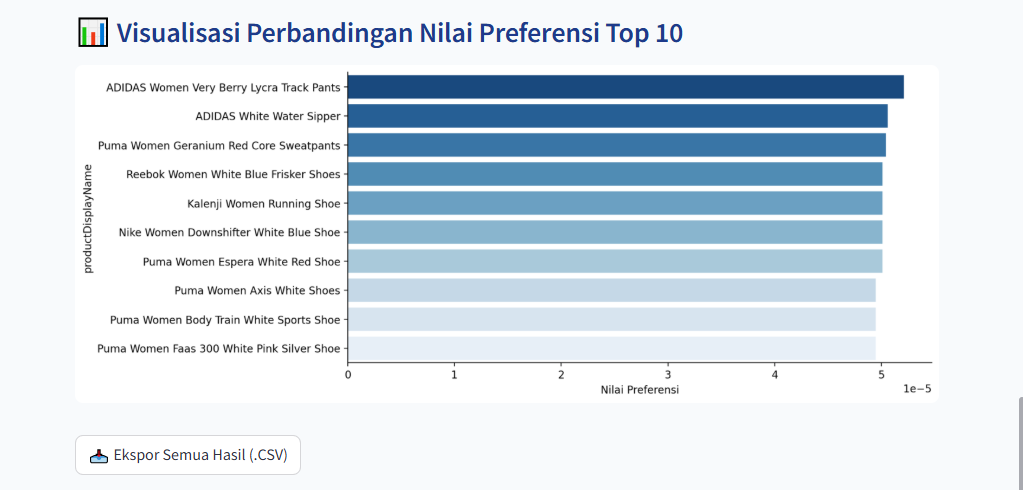 Visualisasi Perbandingan Nilai Preferensi Top 10
productDisplayName
ADIDAS Women Very Berry Lycra Track Pants
ADIDAS White Water Sipper
Puma Women Geranium Red Core Sweatpants
Reebok Women White Blue Frisker Shoes
Kalenji Women Running Shoe
Nike Women Downshifter White Blue Shoe
Puma Women Espera White Red Shoe
Puma Women Axis White Shoes
Puma Women Body Train White Sports Shoe
Puma Women Faas 300 White Pink Silver Shoe
0 1 2 3 4 5
Nilai Preferensi
1e−5
Ekspor Semua Hasil (.CSV)